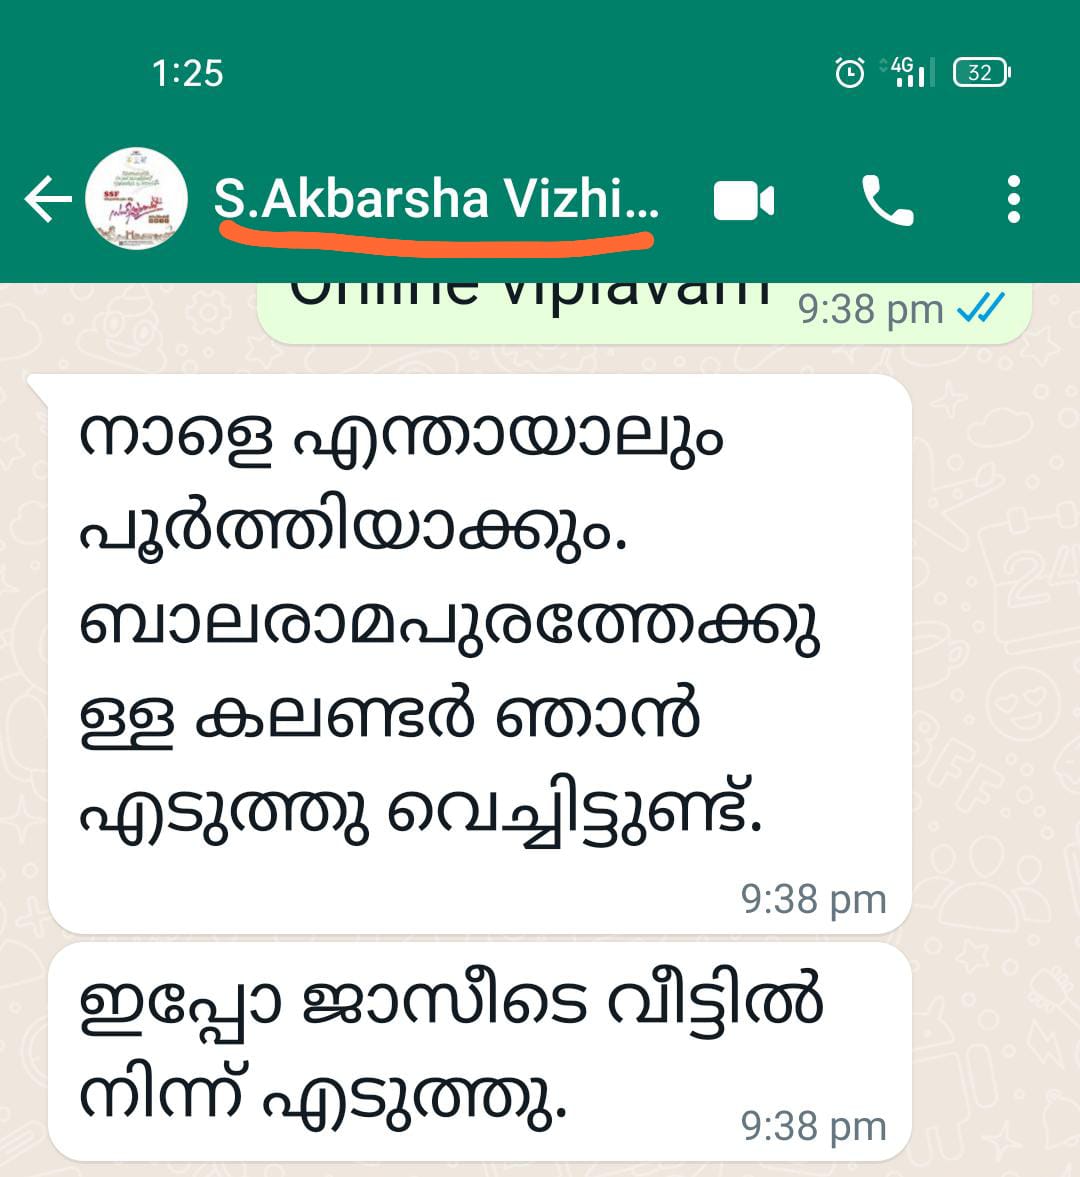 1:25
4G
32
S.Akbarsha Vizhi...
Online viplavam 9:38 pm
നാളെ എന്തായാലും
പൂർത്തിയാക്കും.
ബാലരാമപുരത്തേക്കു
ള്ള കലണ്ടർ ഞാൻ
എടുത്തു വെച്ചിട്ടുണ്ട്.
9:38 pm
ഇപ്പോ ജാസീടെ വീട്ടിൽ
നിന്ന് എടുത്തു.
9:38 pm